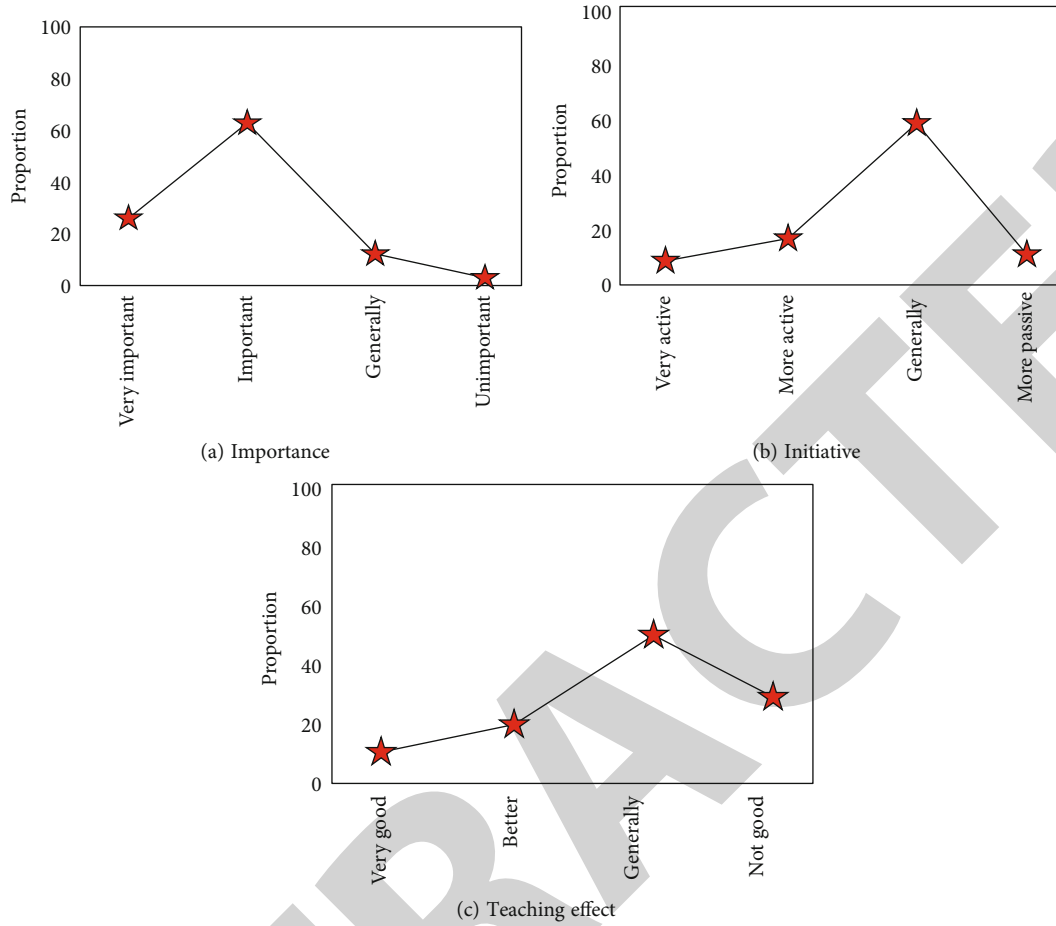 100
80
60
40
20
0
Proportion
Very important
Important
Generally
Unimportant
(a) Importance
100
80
60
40
20
0
Proportion
Very active
More active
Generally
More passive
(b) Initiative
100
80
60
40
20
0
Proportion
Very good
Better
Generally
Not good
(c) Teaching effect
RACTE